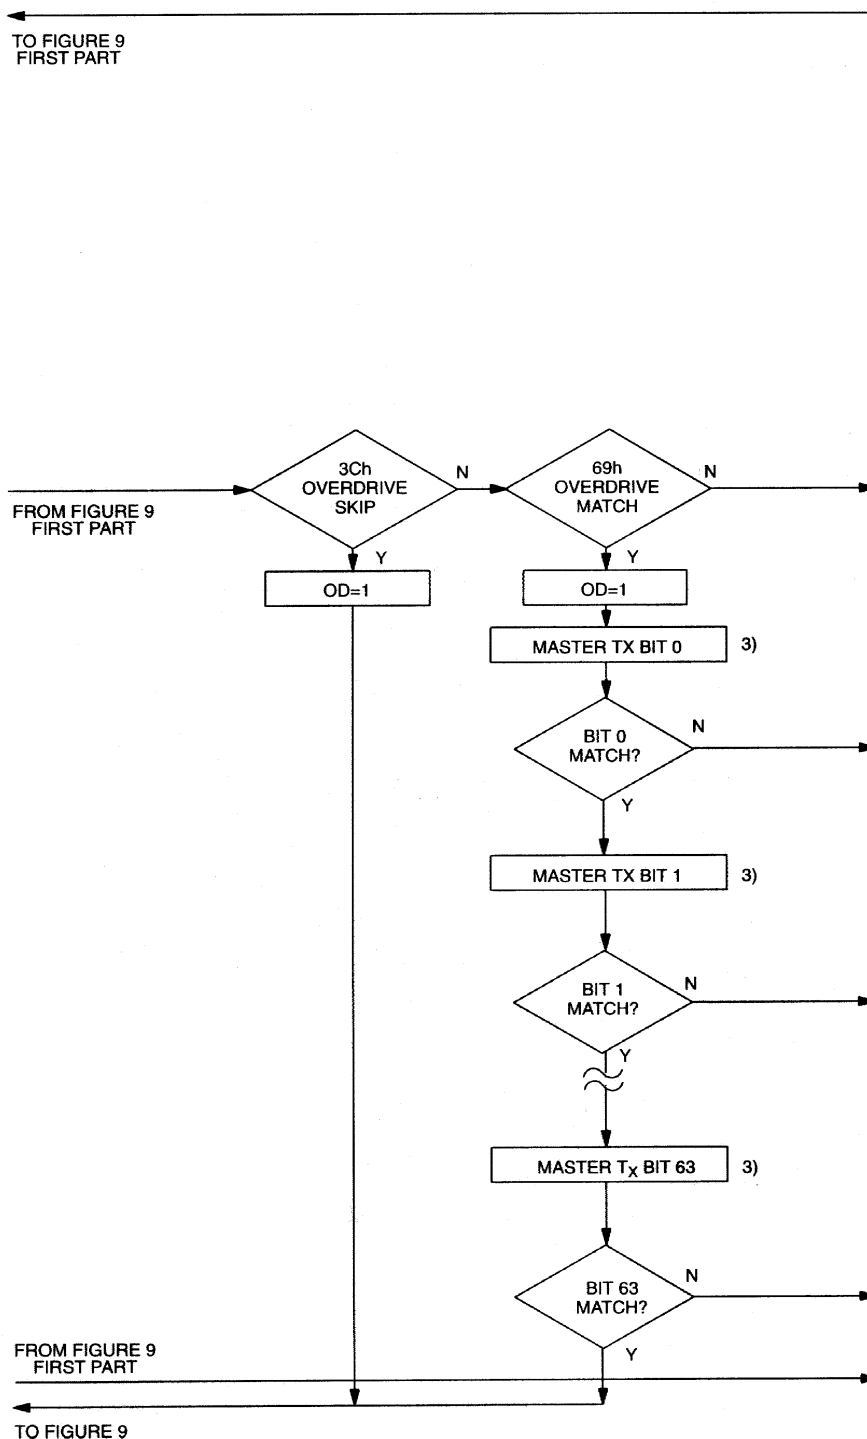 TO FIGURE 9
FIRST PART
3Ch
OVERDRIVE
SKIP
N
69h
OVERDRIVE
MATCH
N
FROM FIGURE 9
FIRST PART
Y
Y
OD=1
OD=1
MASTER TX BIT 0
3)
BIT 0
MATCH?
N
Y
MASTER TX BIT 1
3)
BIT 1
MATCH?
N
Y
MASTER TX BIT 63
3)
BIT 63
MATCH?
N
Y
FROM FIGURE 9
FIRST PART
TO FIGURE 9